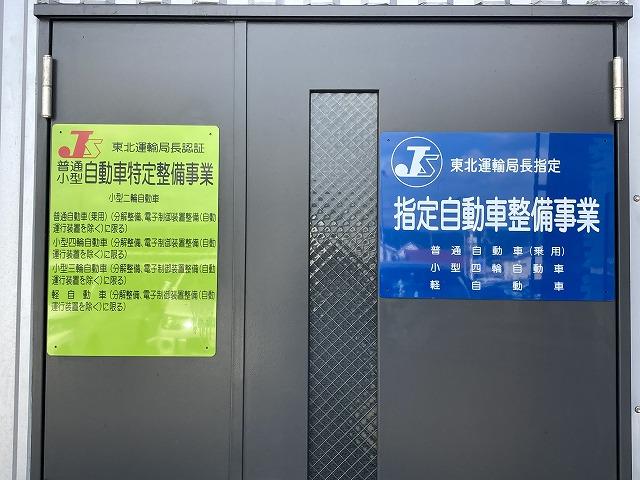 JS 東北運輸局長認証
普通
小型 自動車特定整備事業
小型二輪自動車
普通自動車(乗用)(分解整備、電子制御装置整備(自動
運行装置を除く)に限る)
小型四輪自動車(分解整備、電子制御装置整備(自動
運行装置を除く)に限る)
小型三輪自動車(分解整備、電子制御装置整備(自動
運行装置を除く)に限る)
軽自動車(分解整備、電子制御装置整備(自動
運行装置を除く)に限る)
JS 東北運輸局長指定
指定自動車整備事業
普通自動車(乗用)
小型四輪自動車
軽自動車